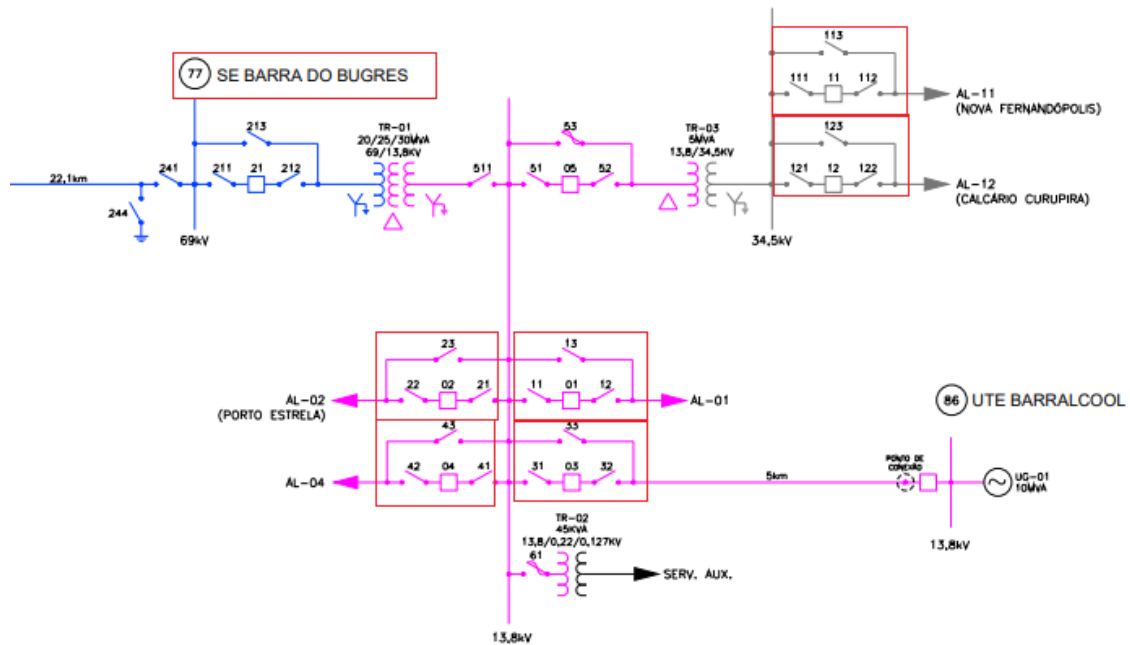 77 SE BARRA DO BUGRES
22,1km
241
244
213
211
21
212
69kV
TR-01
20/25/30MVA
69/13,8KV
511
53
51
05
52
TR-03
5MVA
13,8/34,5KV
34,5kV
113
111
11
112
AL-11
(NOVA FERNANDÓPOLIS)
123
121
12
122
AL-12
(CALCÁRIO CURUPIRA)
23
22
02
21
AL-02
(PORTO ESTRELA)
13
11
01
12
AL-01
43
42
04
41
AL-04
33
31
03
32
5km
86 UTE BARRALCOOL
PONTO DE
CONEXÃO
UG-01
10MVA
13,8kV
TR-02
45KVA
13,8/0,22/0,127KV
61
SERV. AUX.
13,8kV